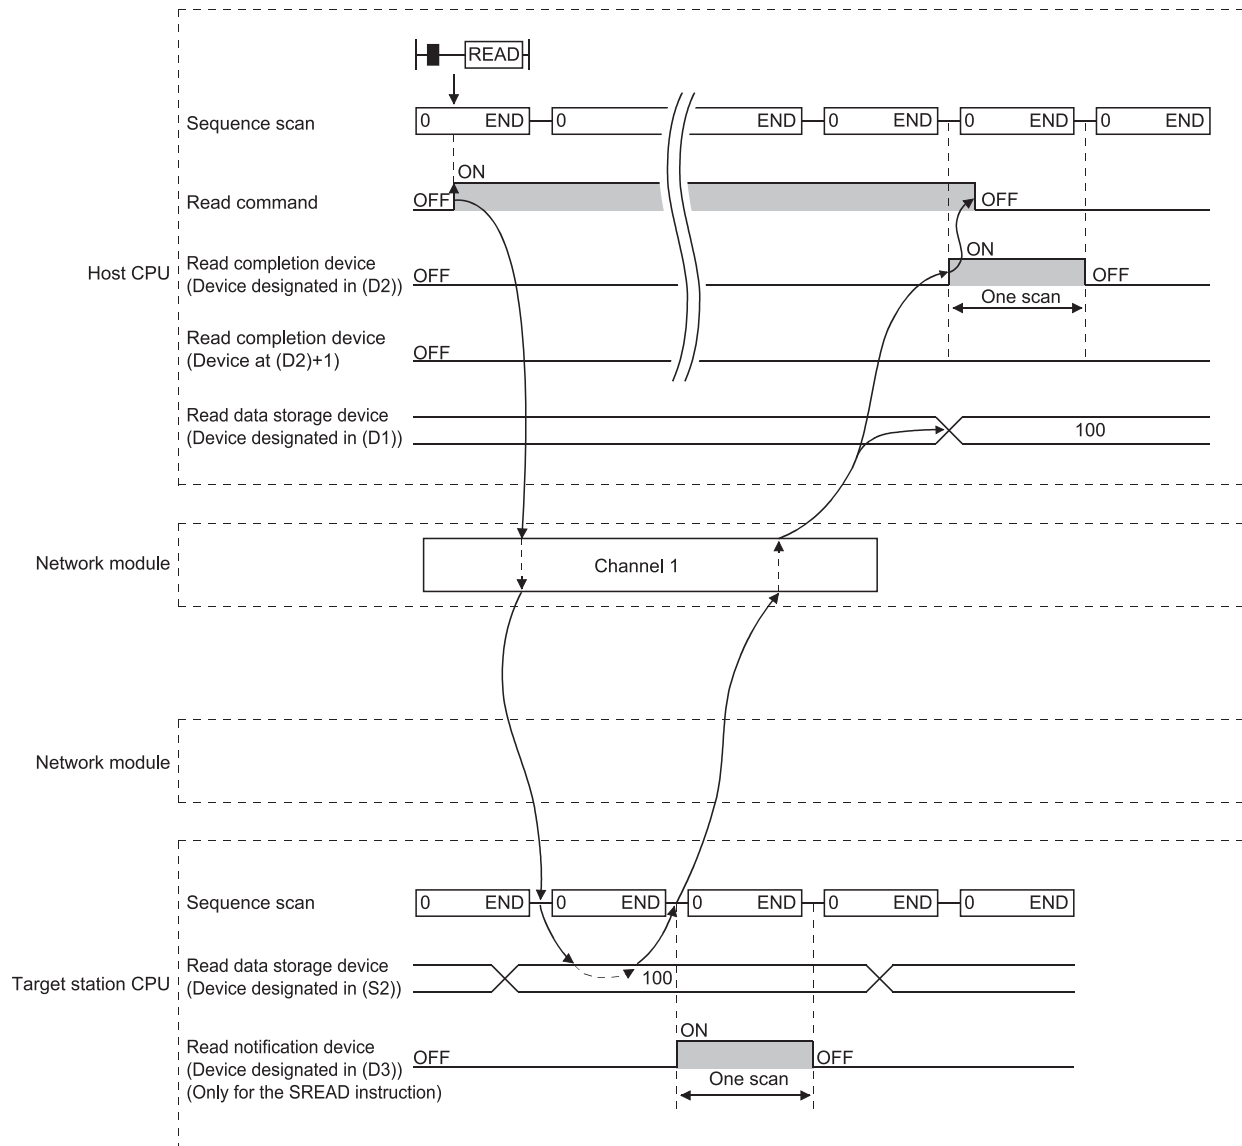 READ
Sequence scan
0 END 0 END 0 END 0 END 0 END
ON
Read command
OFF
OFF
Host CPU
Read completion device
(Device designated in (D2))
OFF
ON
OFF
One scan
Read completion device
(Device at (D2)+1)
OFF
Read data storage device
(Device designated in (D1))
100
Network module
Channel 1
Network module
Target station CPU
Sequence scan
0 END 0 END 0 END 0 END 0 END
Read data storage device
(Device designated in (S2))
100
Read notification device
(Device designated in (D3))
(Only for the SREAD instruction)
OFF
ON
OFF
One scan